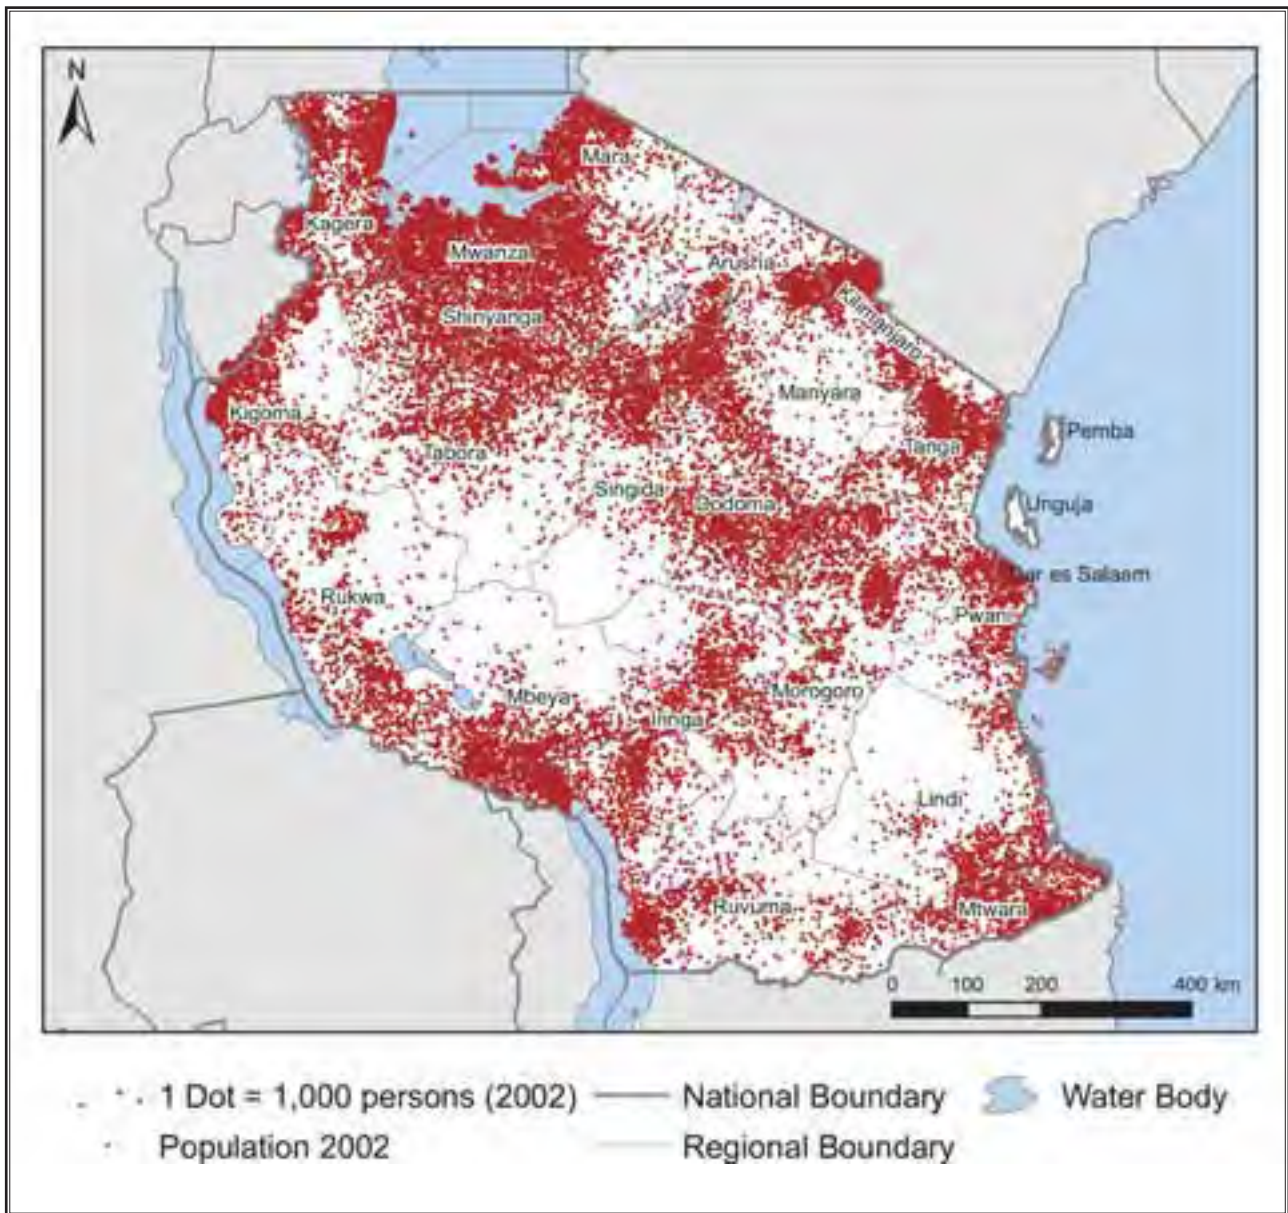 N
Mara
Kagera
Mwanza
Arusha
Shinyanga
Kilimanjaro
Manyara
Kigoma
Pemba
Tanga
Tabora
Singida
Dodoma
Unguja
Dar es Salaem
Rukwa
Pwani
Morogoro
Mbeya
Iringa
Lindi
Ruvuma
Mtwara
0 100 200 400 km
1 Dot = 1,000 persons (2002) National Boundary Water Body
Population 2002 Regional Boundary